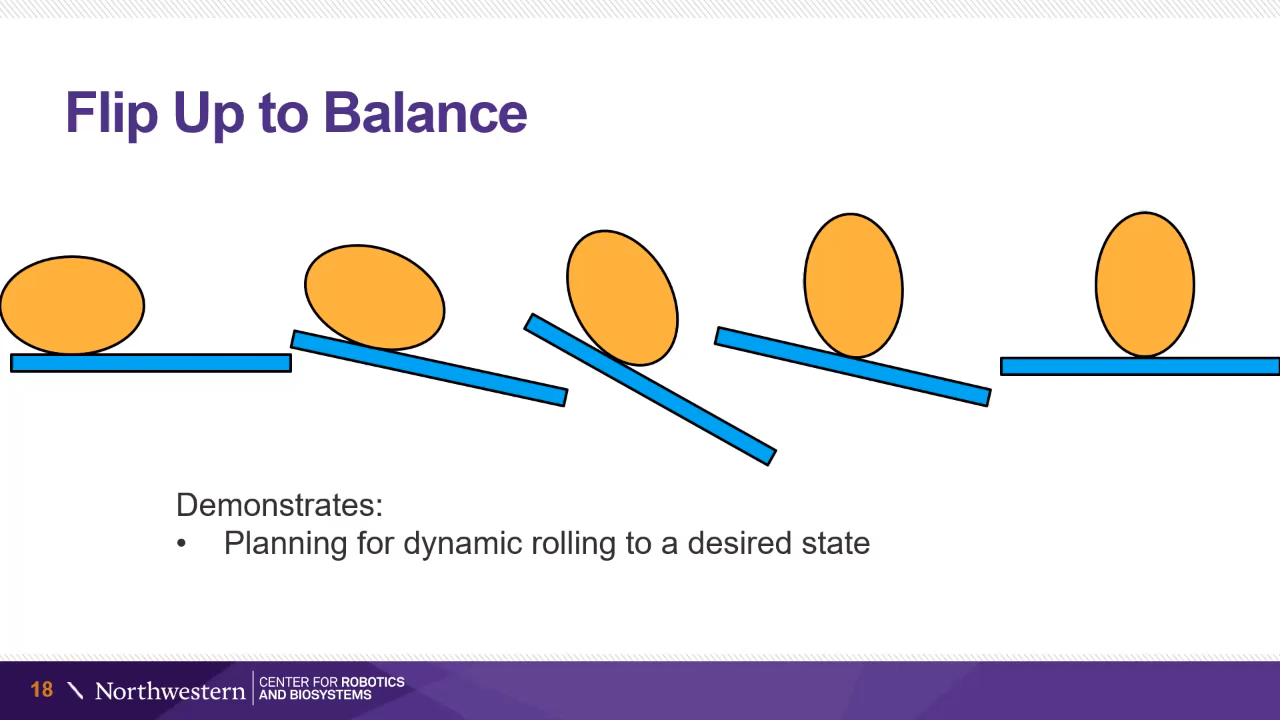 Flip Up to Balance
Demonstrates:
• Planning for dynamic rolling to a desired state
18
Northwestern
CENTER FOR ROBOTICS
AND BIOSYSTEMS